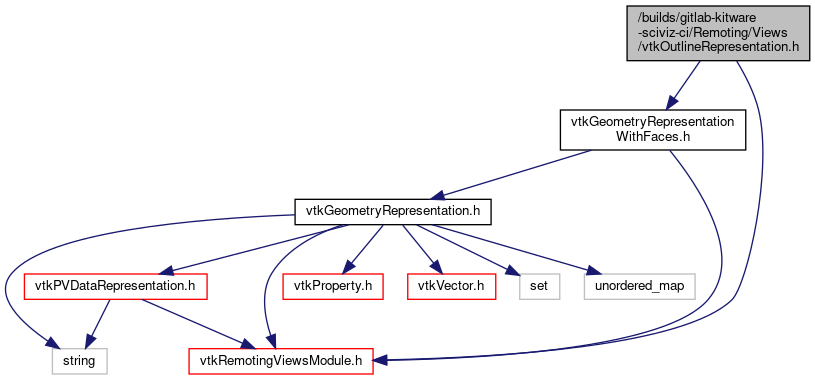 /builds/gitlab-kitware
-sciviz-ci/Remoting/Views
/vtkOutlineRepresentation.h
vtkGeometryRepresentation
WithFaces.h
vtkGeometryRepresentation.h
vtkPVDataRepresentation.h
vtkProperty.h
vtkVector.h
set
unordered_map
string
vtkRemotingViewsModule.h